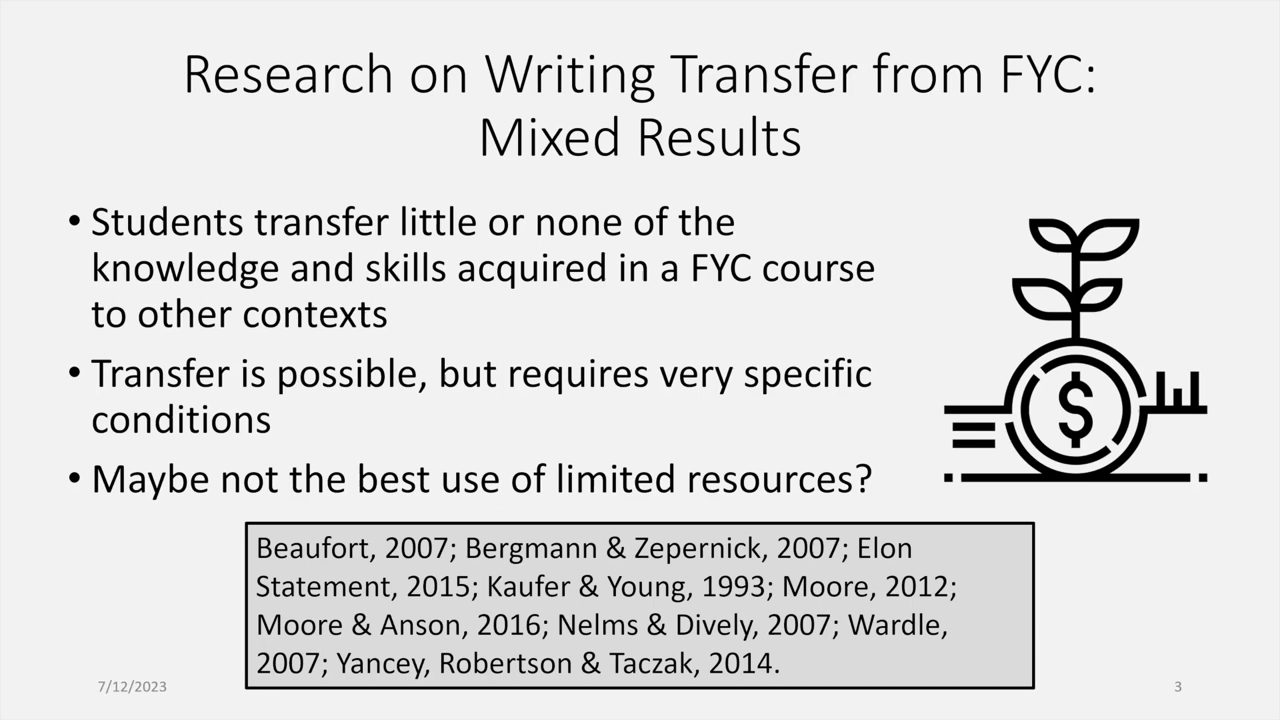 Research on Writing Transfer from FYC:
Mixed Results
• Students transfer little or none of the
knowledge and skills acquired in a FYC course
to other contexts
• Transfer is possible, but requires very specific
conditions
• Maybe not the best use of limited resources?
$
Beaufort, 2007; Bergmann & Zepernick, 2007; Elon
Statement, 2015; Kaufer & Young, 1993; Moore, 2012;
Moore & Anson, 2016; Nelms & Dively, 2007; Wardle,
2007; Yancey, Robertson & Taczak, 2014.
7/12/2023
3